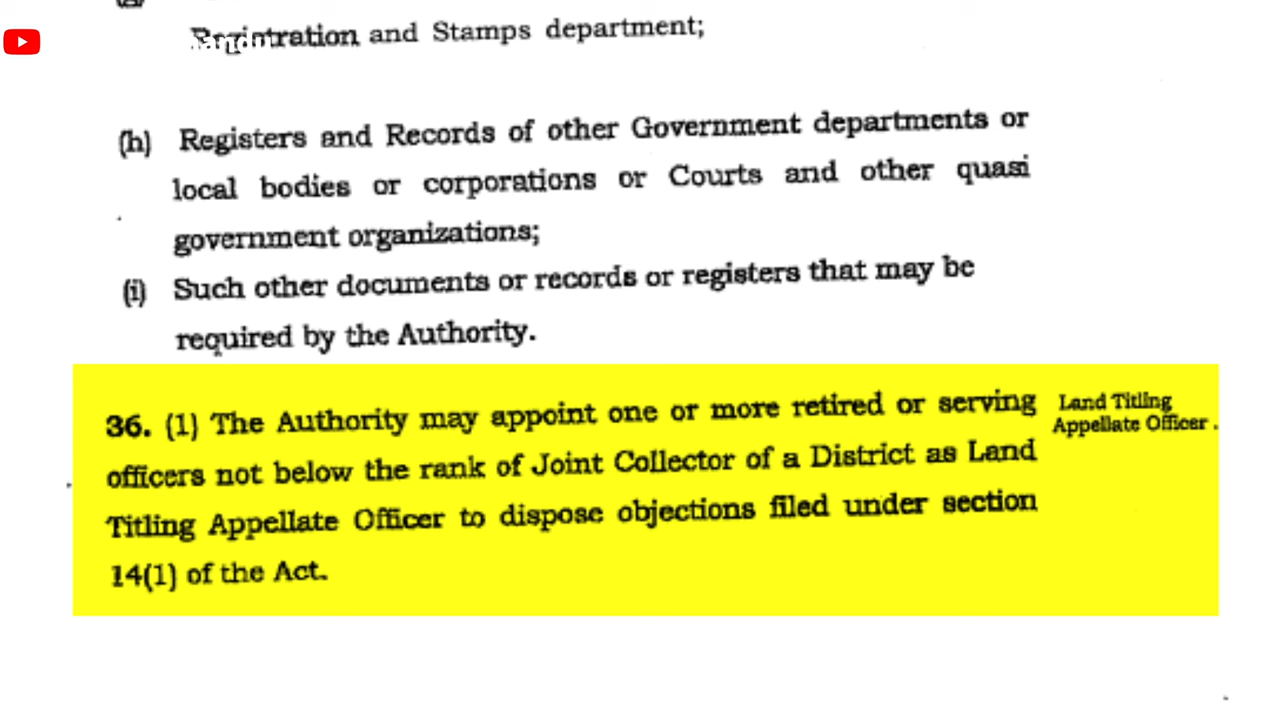 Registration and Stamps department;
(h) Registers and Records of other Government departments or
local bodies or corporations or Courts and other quasi
government organizations;
(i) Such other documents or records or registers that may be
required by the Authority.
36. (1) The Authority may appoint one or more retired or serving
Land Titling
officers not below the rank of Joint Collector of a District as Land
Appellate Officer.
Titling Appellate Officer to dispose objections filed under section
14(1) of the Act.